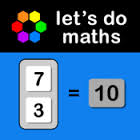 let's do
maths
7
3
= 10